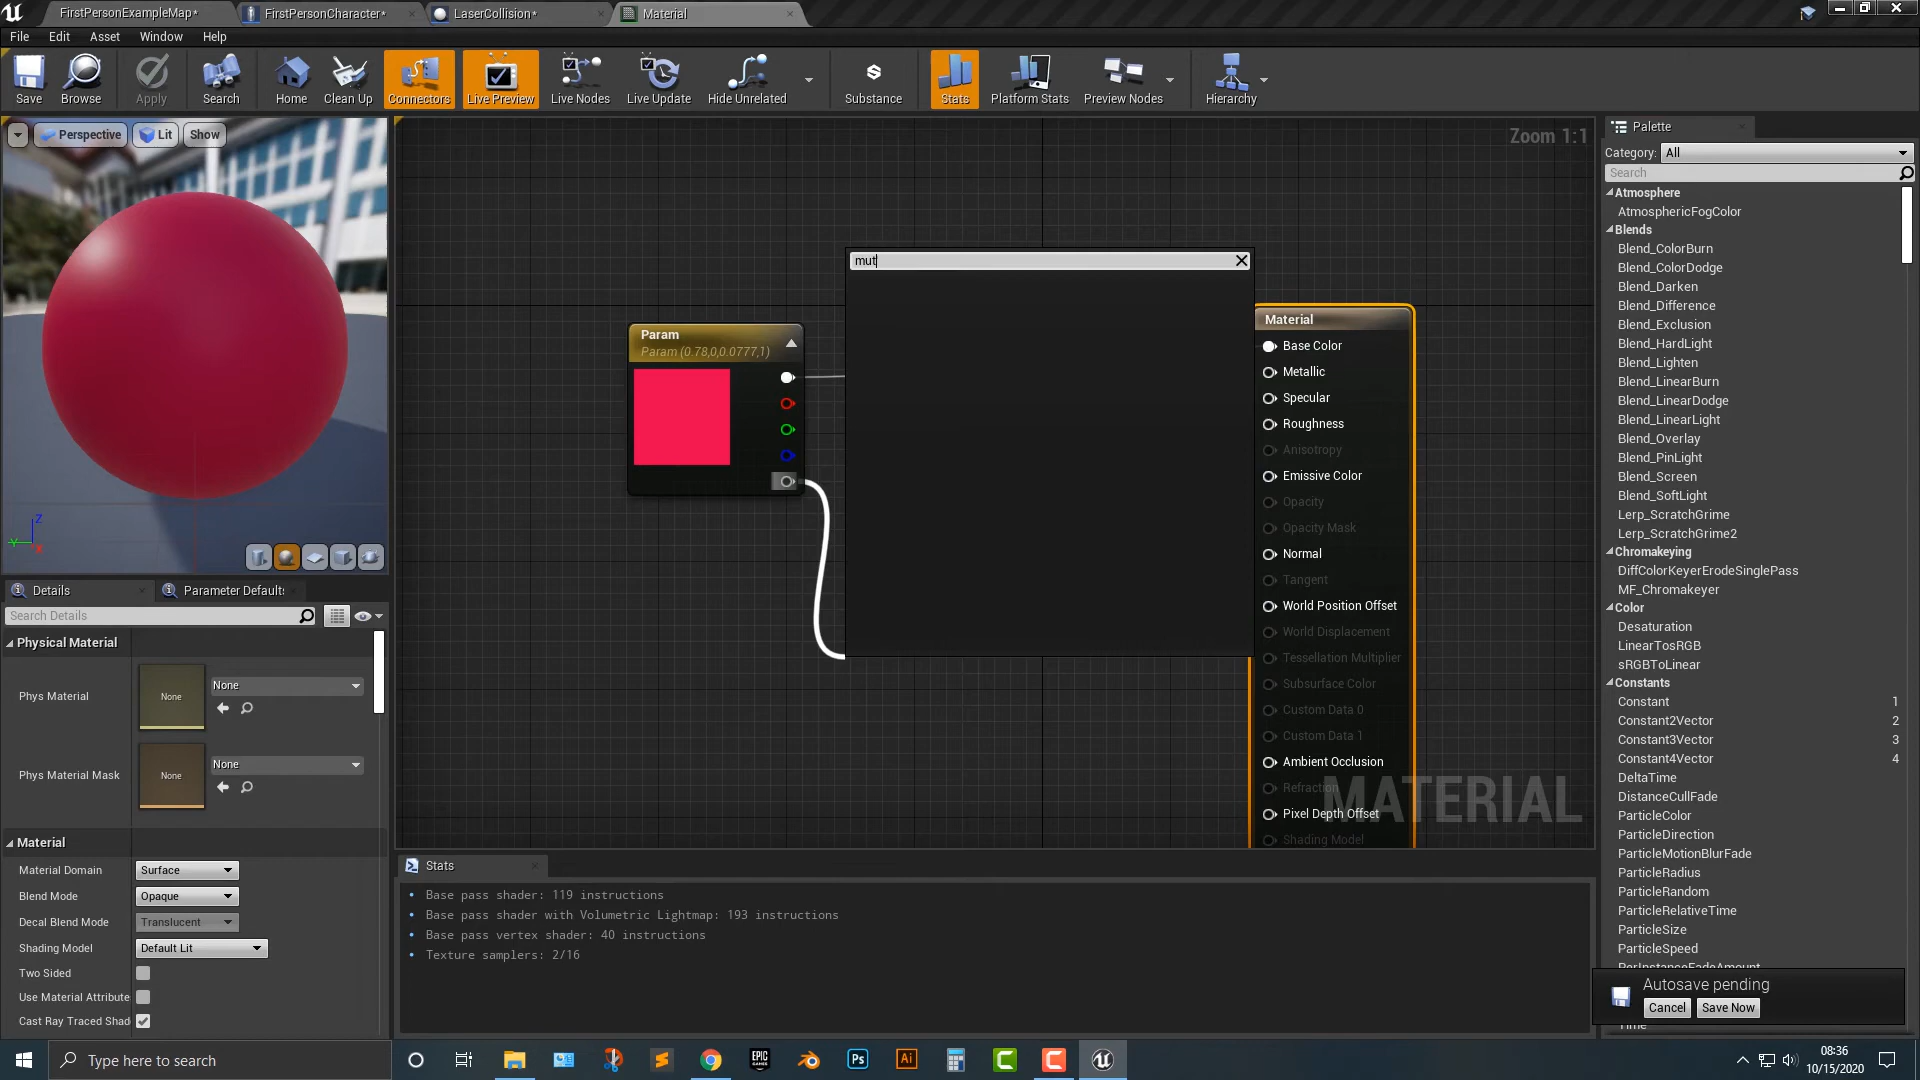 FirstPersonExampleMap*
FirstPersonCharacter*
LaserCollision*
Material
File
Edit
Asset
Window
Help
Save
Browse
Apply
Search
Home
Clean Up
Connectors
Live Preview
Live Nodes
Live Update
Hide Unrelated
Substance
Stats
Platform Stats
Preview Nodes
Hierarchy
Perspective
Lit
Show
Zoom 1:1
mut
Param
Param (0.78,0,0.0777,1)
Material
Base Color
Metallic
Specular
Roughness
Anisotropy
Emissive Color
Opacity
Opacity Mask
Normal
Tangent
World Position Offset
World Displacement
Tessellation Multiplier
Subsurface Color
Custom Data 0
Custom Data 1
Ambient Occlusion
Refraction
Pixel Depth Offset
Shading Model
MATERIAL
Z
Y
X
Details
Parameter Defaults
Search Details
Physical Material
Phys Material
None
None
Phys Material Mask
None
None
Material
Material Domain
Surface
Blend Mode
Opaque
Decal Blend Mode
Translucent
Shading Model
Default Lit
Two Sided
Use Material Attribute
Cast Ray Traced Shad
Stats
• Base pass shader: 119 instructions
• Base pass shader with Volumetric Lightmap: 193 instructions
• Base pass vertex shader: 40 instructions
• Texture samplers: 2/16
Palette
Category:
All
Search
Atmosphere
AtmosphericFogColor
Blends
Blend_ColorBurn
Blend_ColorDodge
Blend_Darken
Blend_Difference
Blend_Exclusion
Blend_HardLight
Blend_Lighten
Blend_LinearBurn
Blend_LinearDodge
Blend_LinearLight
Blend_Overlay
Blend_PinLight
Blend_Screen
Blend_SoftLight
Lerp_ScratchGrime
Lerp_ScratchGrime2
Chromakeying
DiffColorKeyerErodeSinglePass
MF_Chromakeyer
Color
Desaturation
LinearTosRGB
sRGBToLinear
Constants
Constant 1
Constant2Vector 2
Constant3Vector 3
Constant4Vector 4
DeltaTime
DistanceCullFade
ParticleColor
ParticleDirection
ParticleMotionBlurFade
ParticleRadius
ParticleRandom
ParticleRelativeTime
ParticleSize
ParticleSpeed
PerInstanceFadeAmount
Time
Autosave pending
Cancel
Save Now
Type here to search
EPIC GAMES
Ps
Ai
08:36
10/15/2020